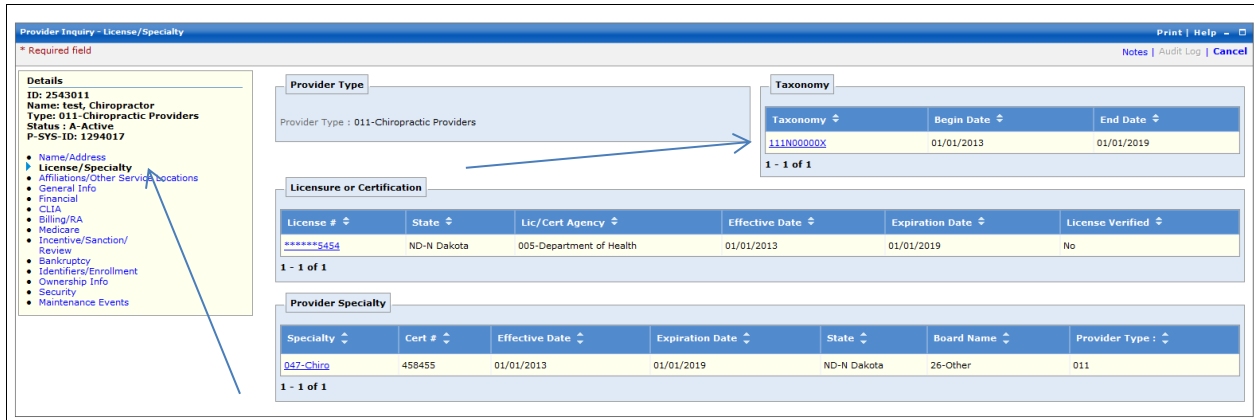 Provider Inquiry - License/Specialty Print | Help
* Required field Notes | Audit Log | Cancel
Details
ID: 2543011
Name: test, Chiropractor
Type: 011-Chiropractic Providers
Status : A-Active
P-SYS-ID: 1294017
Name/Address
License/Specialty
Affiliations/Other Service Locations
General Info
Financial
CLIA
Billing/RA
Medicare
Incentive/Sanction/
Review
Bankruptcy
Identifiers/Enrollment
Ownership Info
Security
Maintenance Events
Provider Type
Provider Type : 011-Chiropractic Providers
Taxonomy
Taxonomy Begin Date End Date
111N00000X 01/01/2013 01/01/2019
1 - 1 of 1
Licensure or Certification
License # State Lic/Cert Agency Effective Date Expiration Date License Verified
******5454 ND-N Dakota 005-Department of Health 01/01/2013 01/01/2019 No
1 - 1 of 1
Provider Specialty
Specialty Cert # Effective Date Expiration Date State Board Name Provider Type :
047-Chiro 458455 01/01/2013 01/01/2019 ND-N Dakota 26-Other 011
1 - 1 of 1